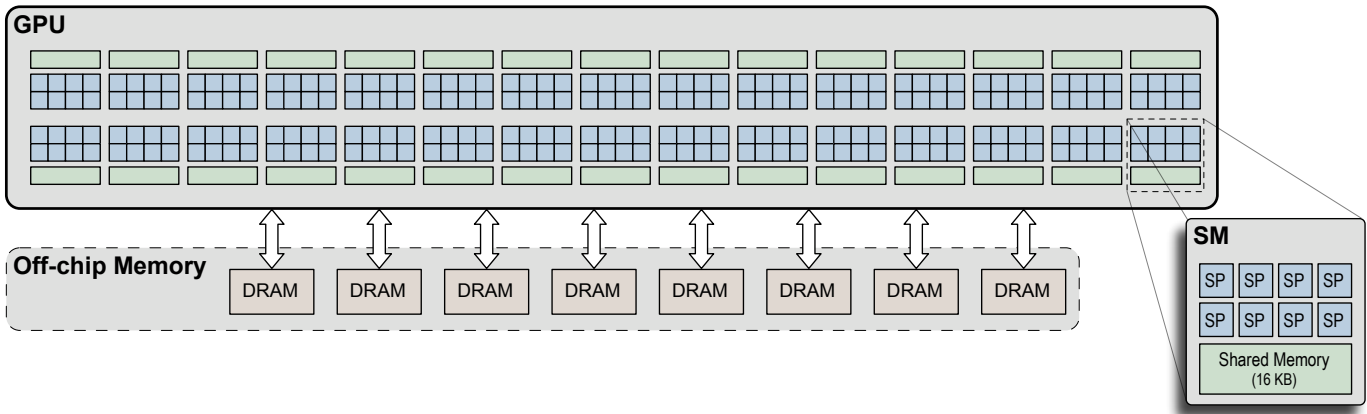 GPU
SM
Off-chip Memory
DRAM DRAM DRAM DRAM DRAM DRAM DRAM DRAM
SP SP SP SP
SP SP SP SP
Shared Memory
(16 KB)